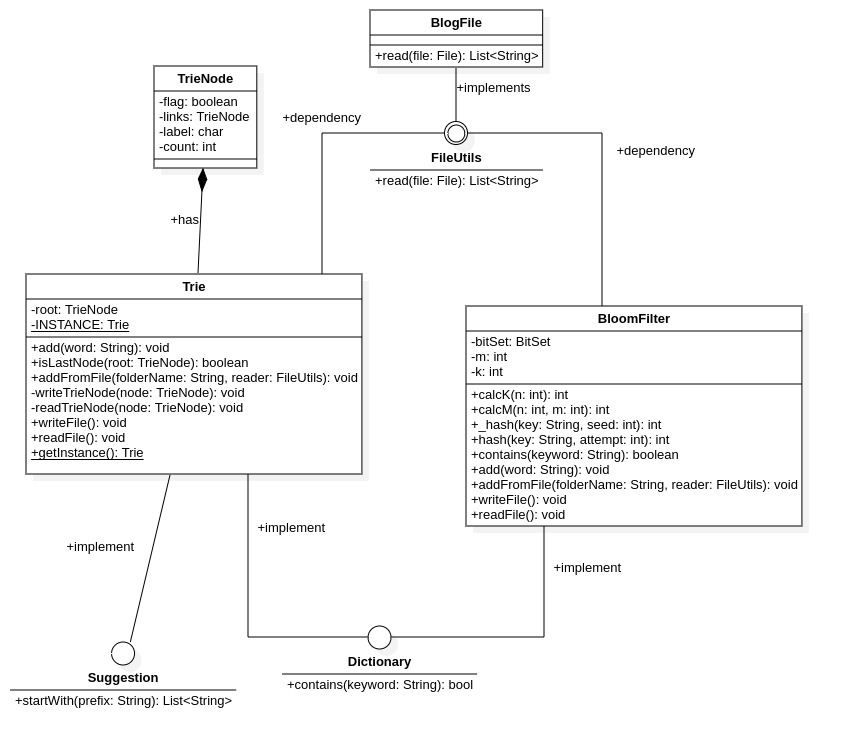 BlogFile
+read(file: File): List<String>
+implements
FileUtils
+read(file: File): List<String>
+dependency
+dependency
TrieNode
-flag: boolean
-links: TrieNode
-label: char
-count: int
+has
Trie
-root: TrieNode
-INSTANCE: Trie
+add(word: String): void
+isLastNode(root: TrieNode): boolean
+addFromFile(folderName: String, reader: FileUtils): void
-writeTrieNode(node: TrieNode): void
-readTrieNode(node: TrieNode): void
+writeFile(): void
+readFile(): void
+getInstance(): Trie
BloomFilter
-bitSet: BitSet
-m: int
-k: int
+calcK(n: int): int
+calcM(n: int, m: int): int
+_hash(key: String, seed: int): int
+hash(key: String, attempt: int): int
+contains(keyword: String): boolean
+add(word: String): void
+addFromFile(folderName: String, reader: FileUtils): void
+writeFile(): void
+readFile(): void
+implement
+implement
+implement
Suggestion
+startWith(prefix: String): List<String>
Dictionary
+contains(keyword: String): bool